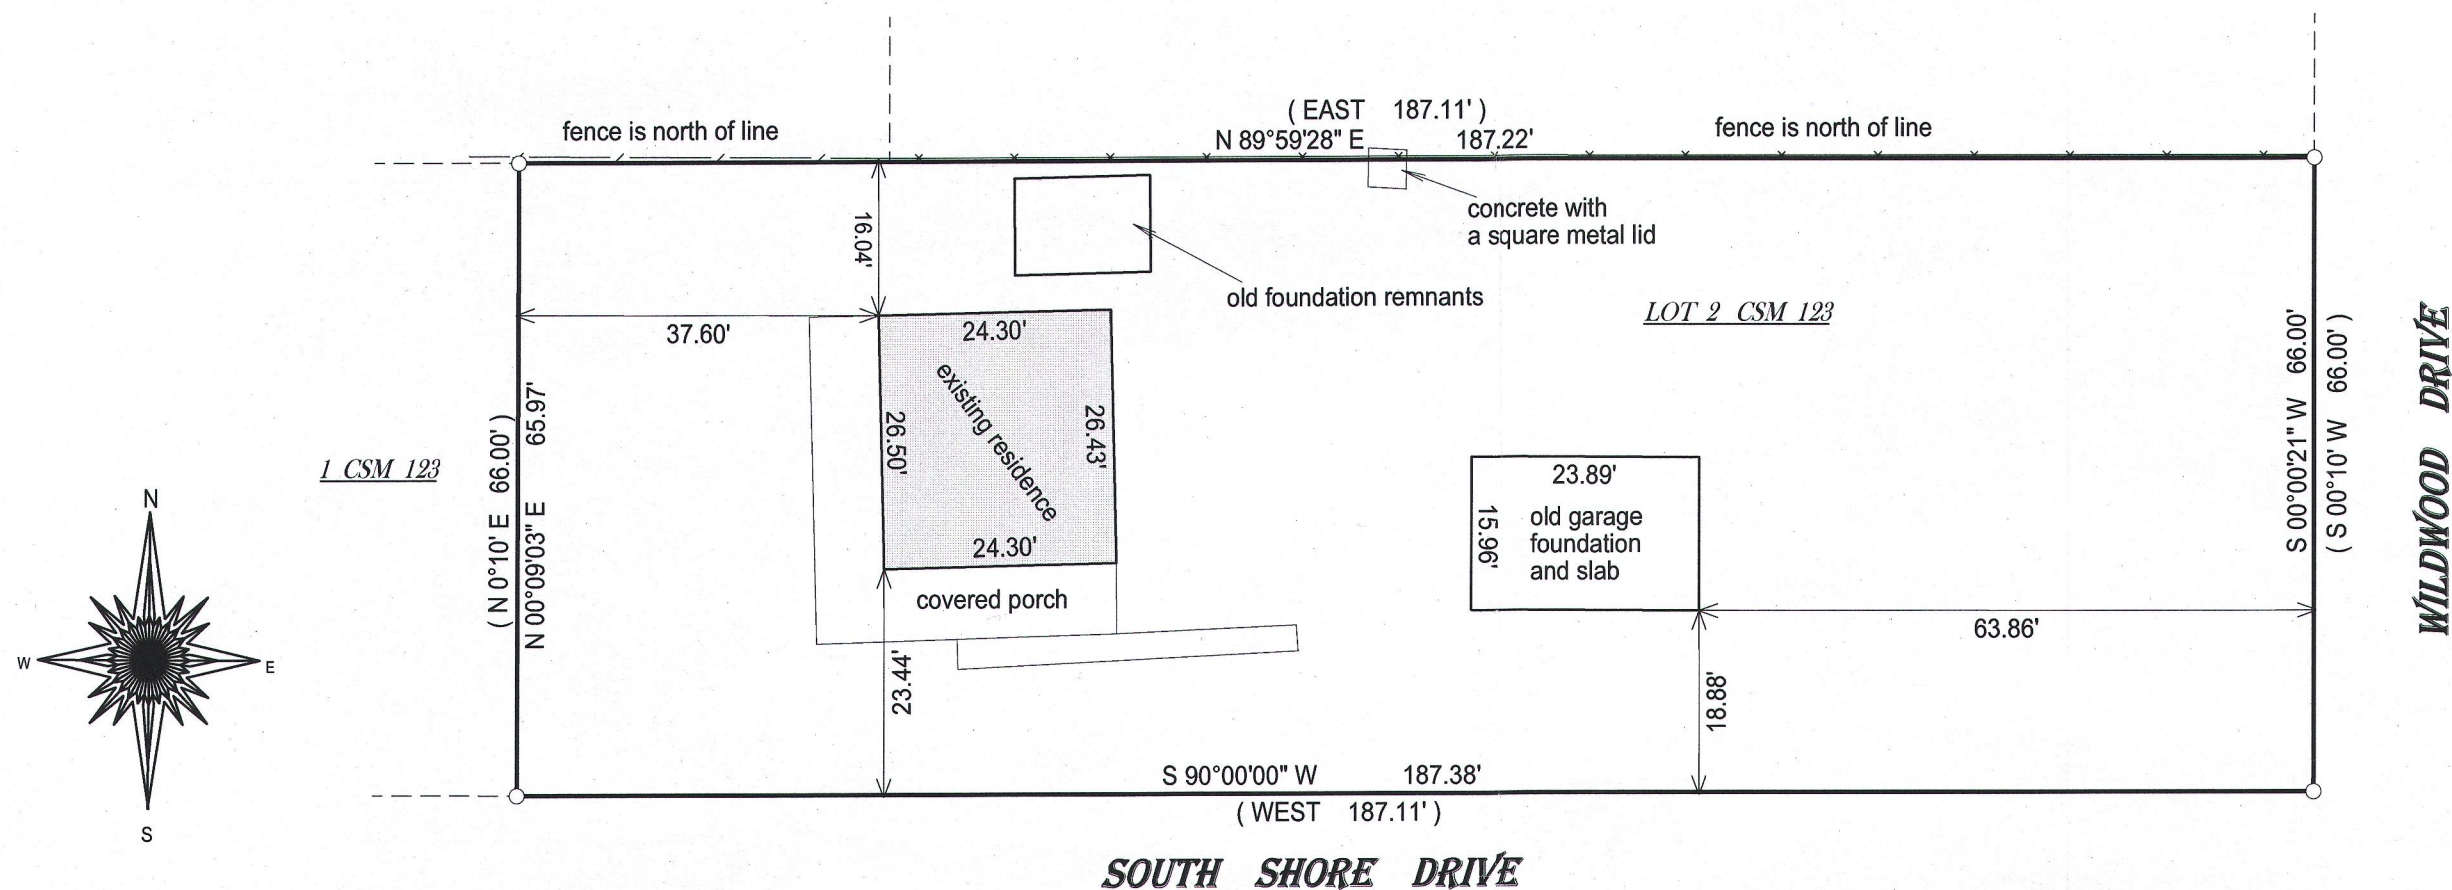 ( EAST 187.11' )
N 89°59'28" E 187.22'
fence is north of line
fence is north of line
concrete with
a square metal lid
16.04'
old foundation remnants
LOT 2 CSM 123
37.60'
24.30'
existing residence
26.50'
26.43'
24.30'
covered porch
23.44'
( N 0°10' E 66.00' )
N 00°09'03" E 65.97'
1 CSM 123
N
W
E
S
23.89'
15.96'
old garage
foundation
and slab
63.86'
18.88'
S 00°00'21" W 66.00'
( S 00°10' W 66.00' )
WILDWOOD DRIVE
S 90°00'00" W 187.38'
( WEST 187.11' )
SOUTH SHORE DRIVE